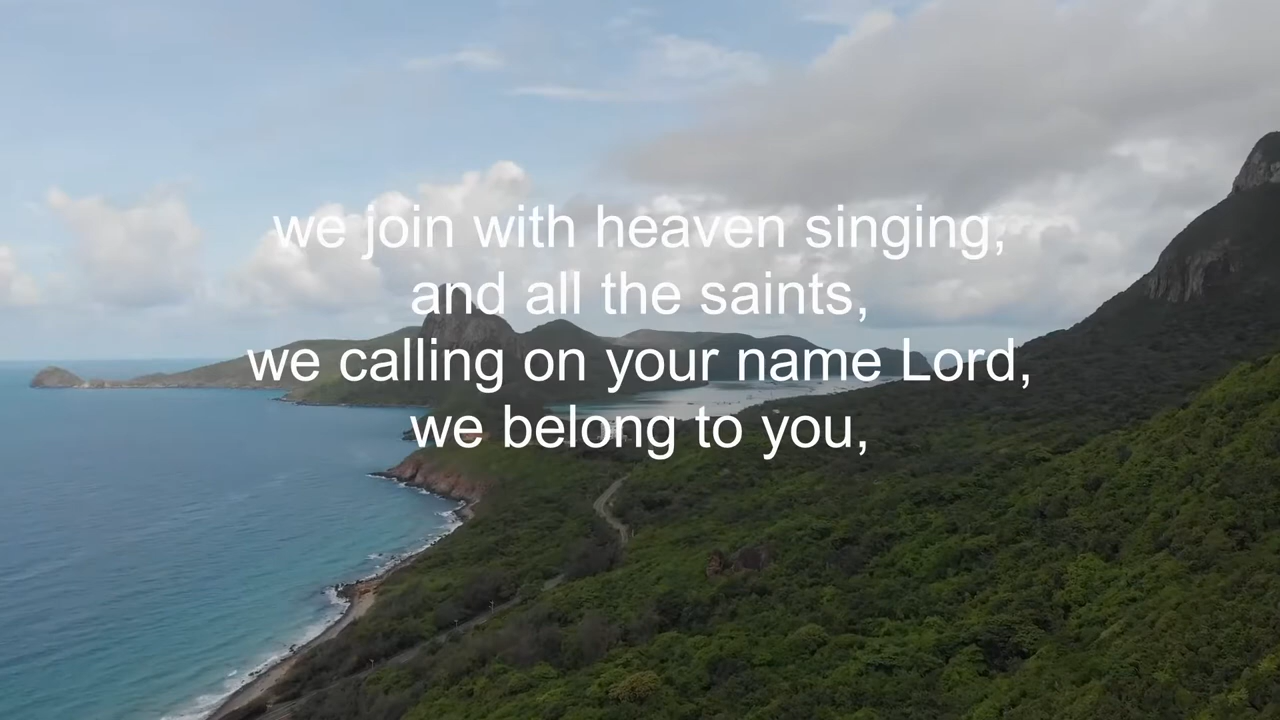 we join with heaven singing,
and all the saints,
we calling on your name Lord,
we belong to you,